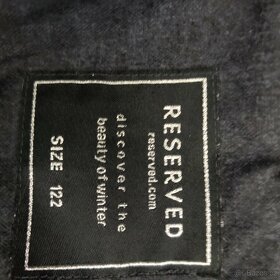 RESERVED
reserved.com
discover the
beauty of winter
SIZE 122